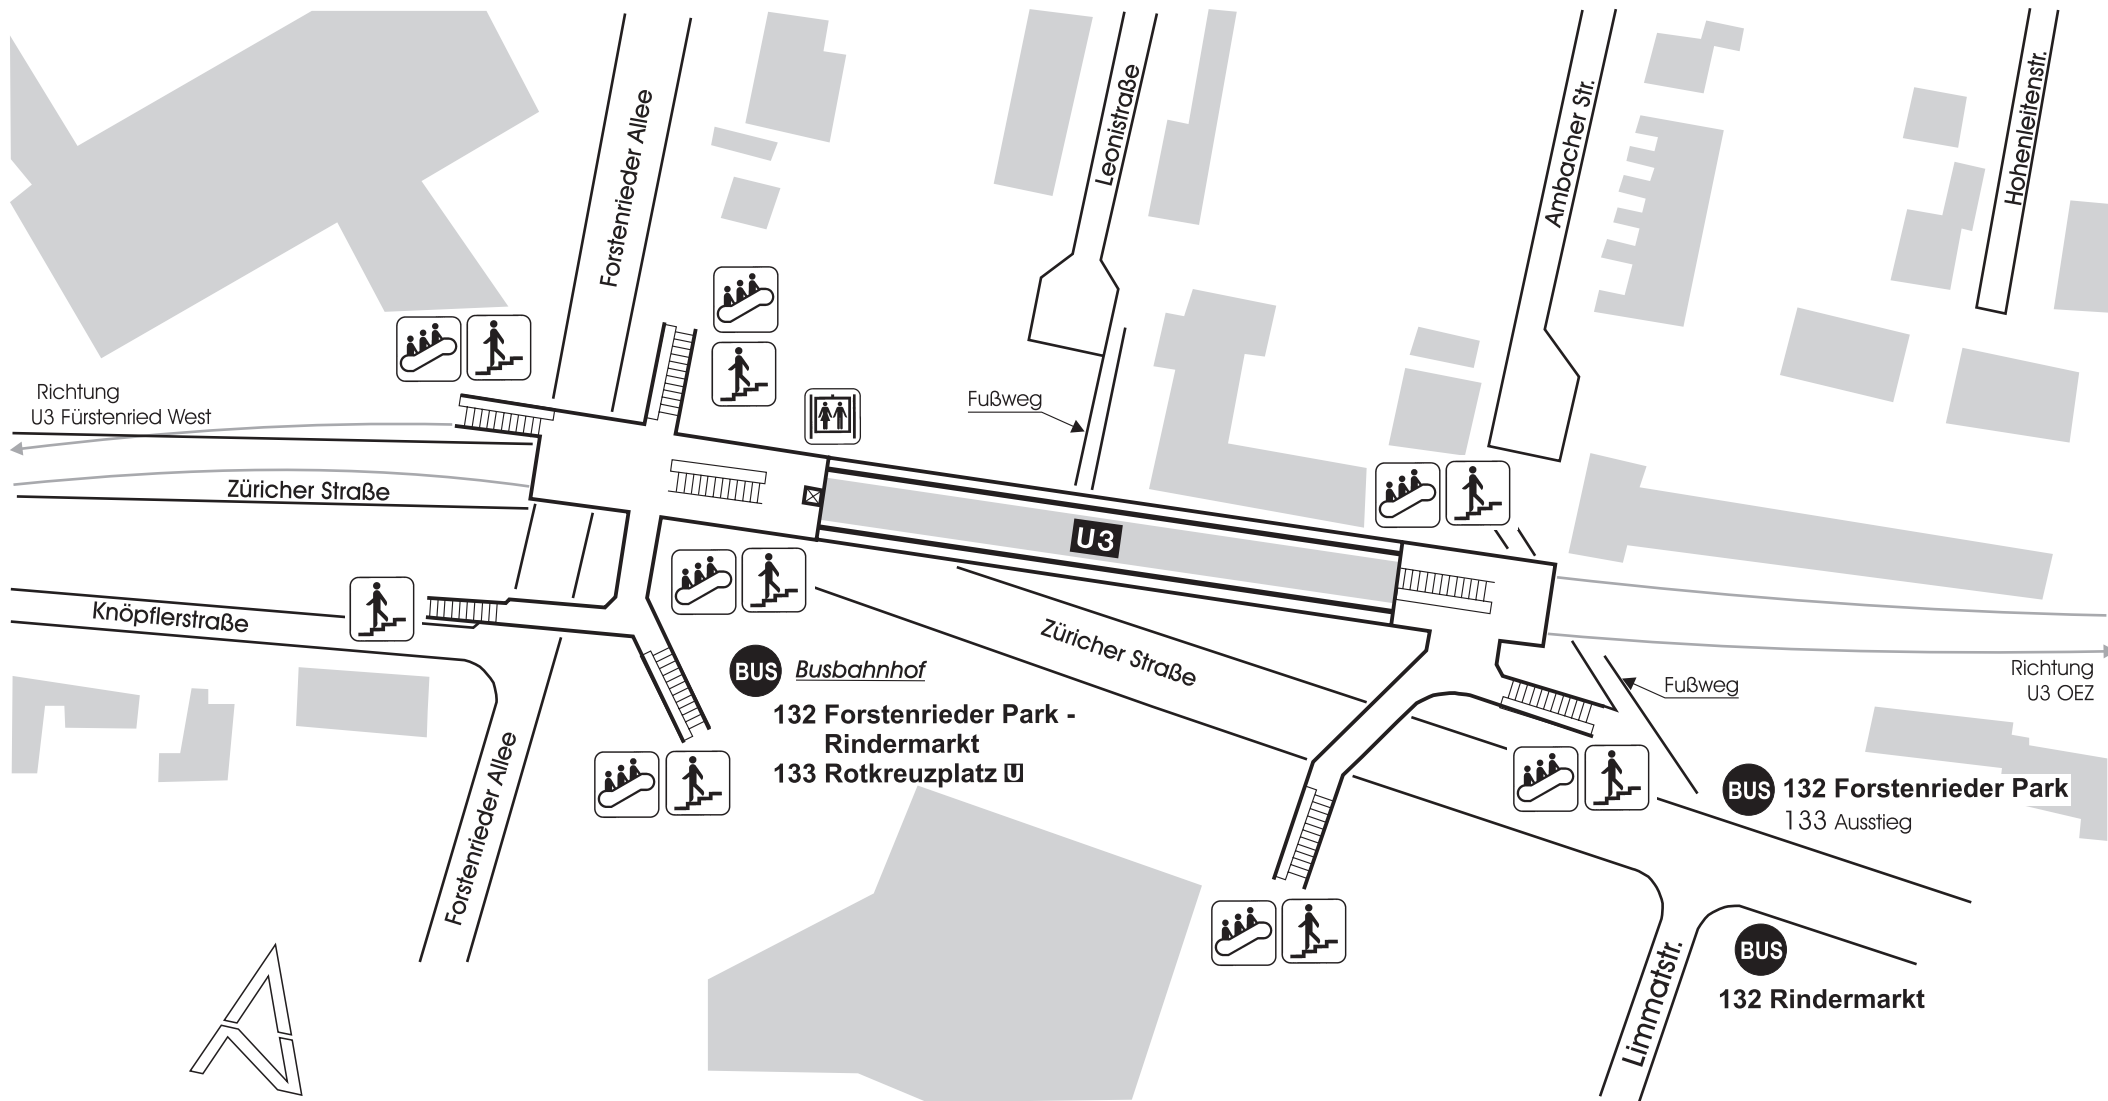 Forstenrieder Allee
Leonistraße
Ambacher Str.
Hohenleitenstr.
Richtung
U3 Fürstenried West
Fußweg
Züricher Straße
U3
Knöpflerstraße
Züricher Straße
BUS Busbahnhof
132 Forstenrieder Park -
Rindermarkt
133 Rotkreuzplatz U
Richtung
U3 OEZ
Fußweg
Forstenrieder Allee
BUS 132 Forstenrieder Park
133 Ausstieg
BUS
132 Rindermarkt
Limmatstr.
N